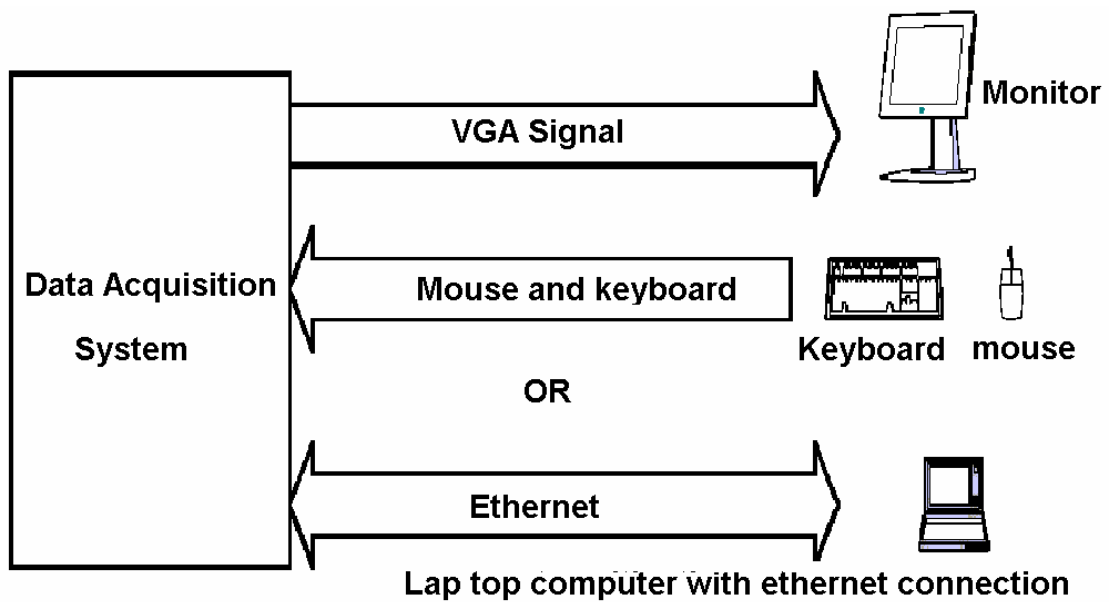 Monitor
VGA Signal
Data Acquisition
System
Mouse and keyboard
Keyboard mouse
OR
Ethernet
Lap top computer with ethernet connection